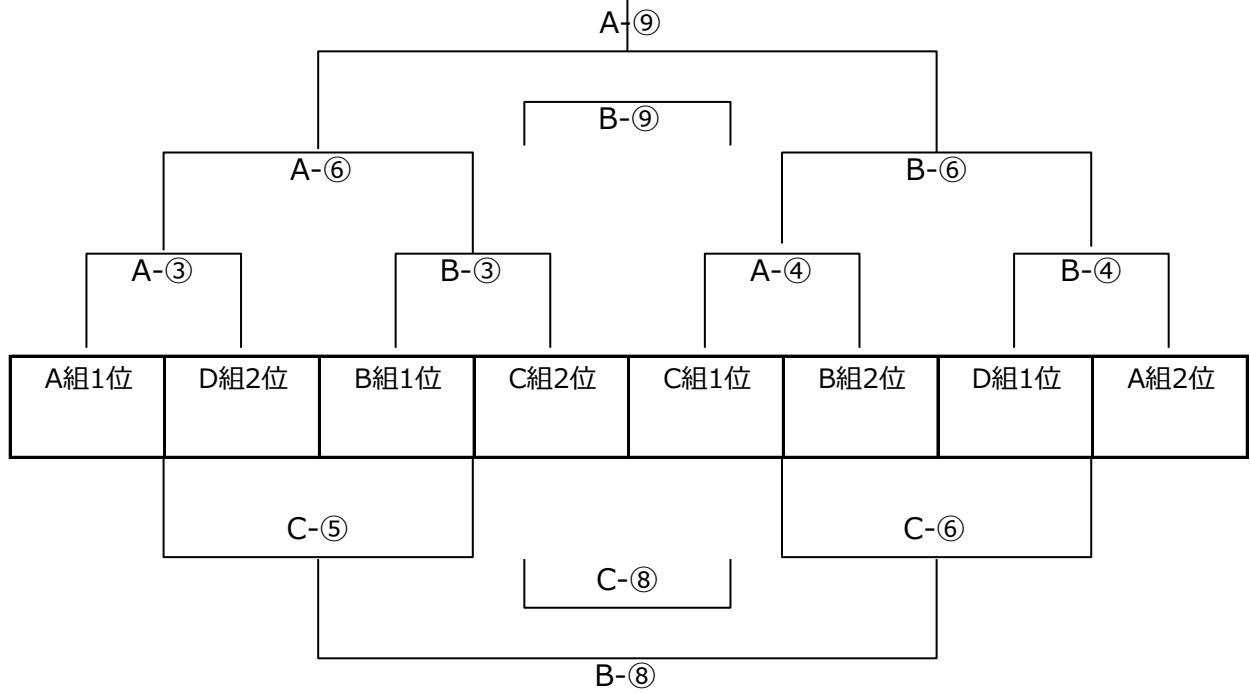 A-⑨
B-⑨
A-⑥ B-⑥
A-③ B-③ A-④ B-④
A組1位 D組2位 B組1位 C組2位 C組1位 B組2位 D組1位 A組2位
C-⑤ C-⑥
C-⑧
B-⑧